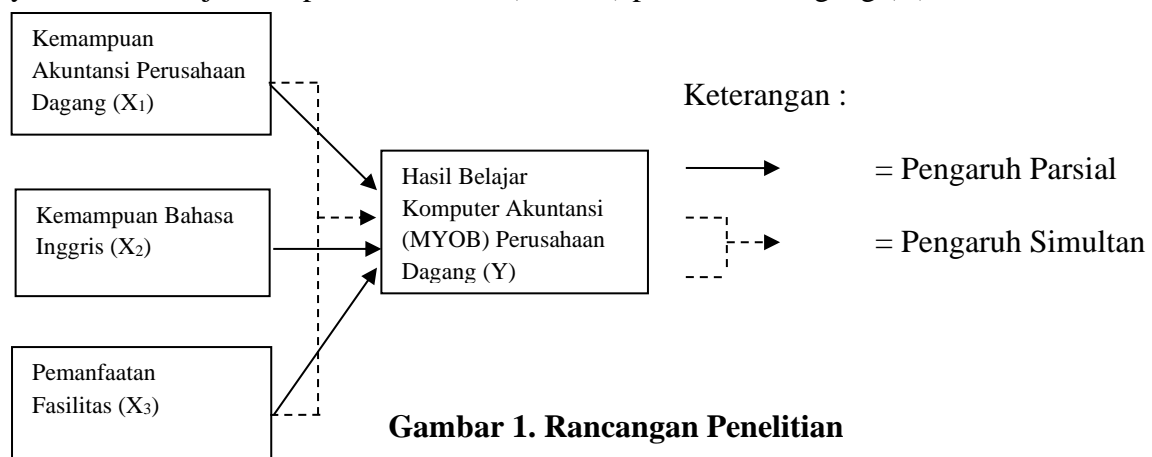 Kemampuan
Akuntansi Perusahaan
Dagang (X₁)
Keterangan :
Hasil Belajar
Komputer Akuntansi
(MYOB) Perusahaan
Dagang (Y)
= Pengaruh Parsial
Kemampuan Bahasa
Inggris (X₂)
= Pengaruh Simultan
Pemanfaatan
Fasilitas (X₃)
Gambar 1. Rancangan Penelitian